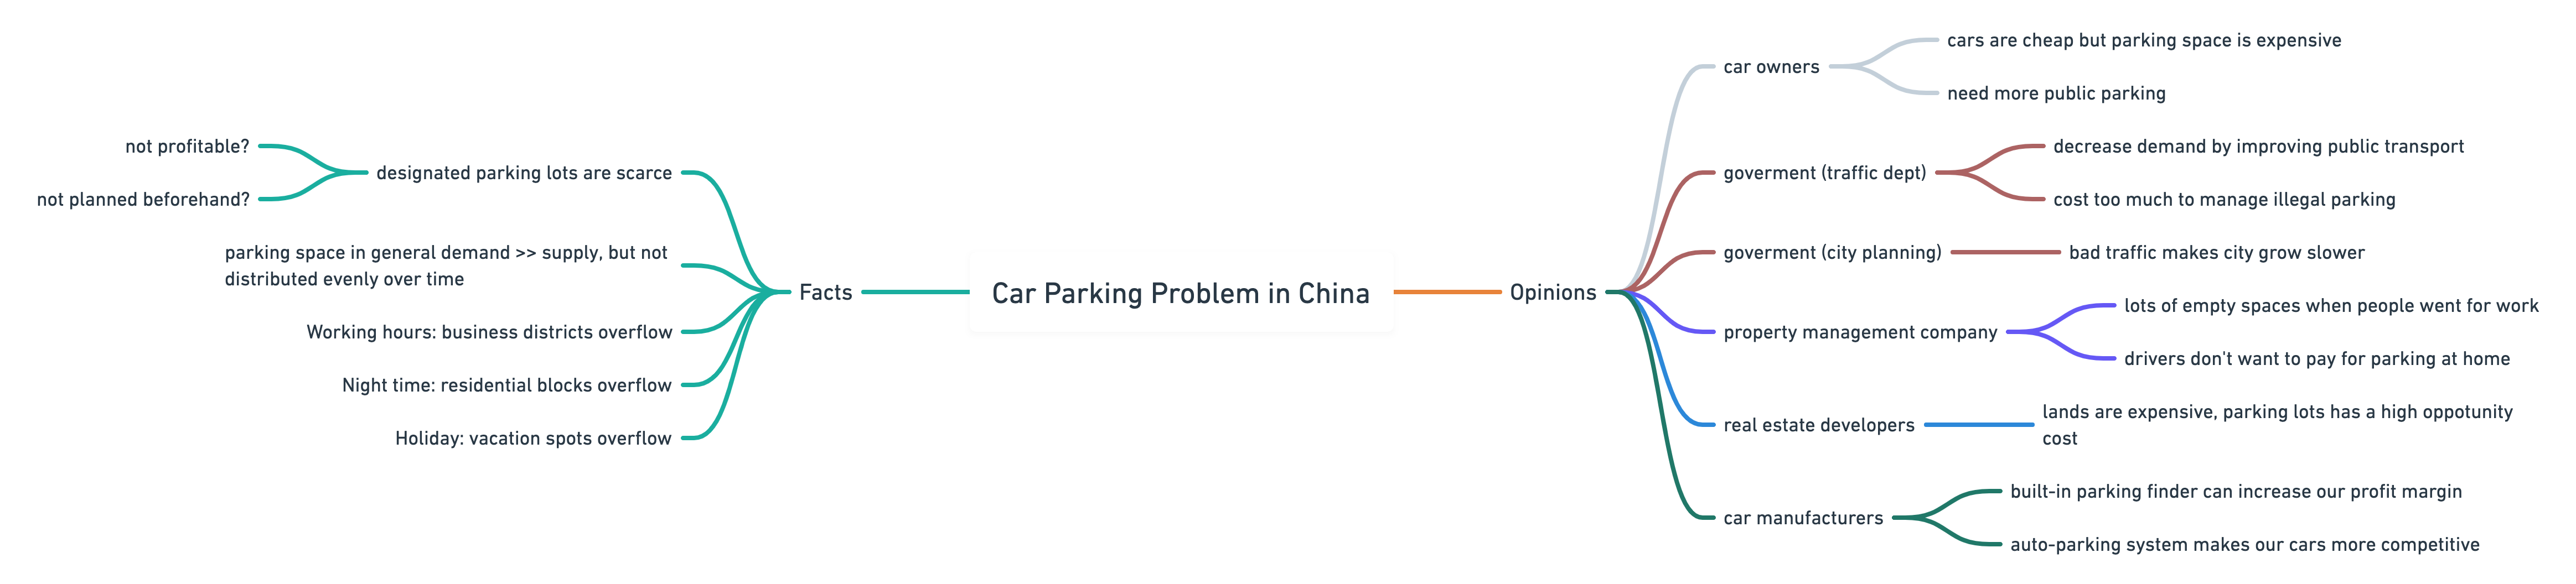 Car Parking Problem in China
Facts
designated parking lots are scarce
not profitable?
not planned beforehand?
parking space in general demand >> supply, but not
distributed evenly over time
Working hours: business districts overflow
Night time: residential blocks overflow
Holiday: vacation spots overflow
Opinions
car owners
cars are cheap but parking space is expensive
need more public parking
goverment (traffic dept)
decrease demand by improving public transport
cost too much to manage illegal parking
goverment (city planning)
bad traffic makes city grow slower
property management company
lots of empty spaces when people went for work
drivers don't want to pay for parking at home
real estate developers
lands are expensive, parking lots has a high oppotunity
cost
car manufacturers
built-in parking finder can increase our profit margin
auto-parking system makes our cars more competitive